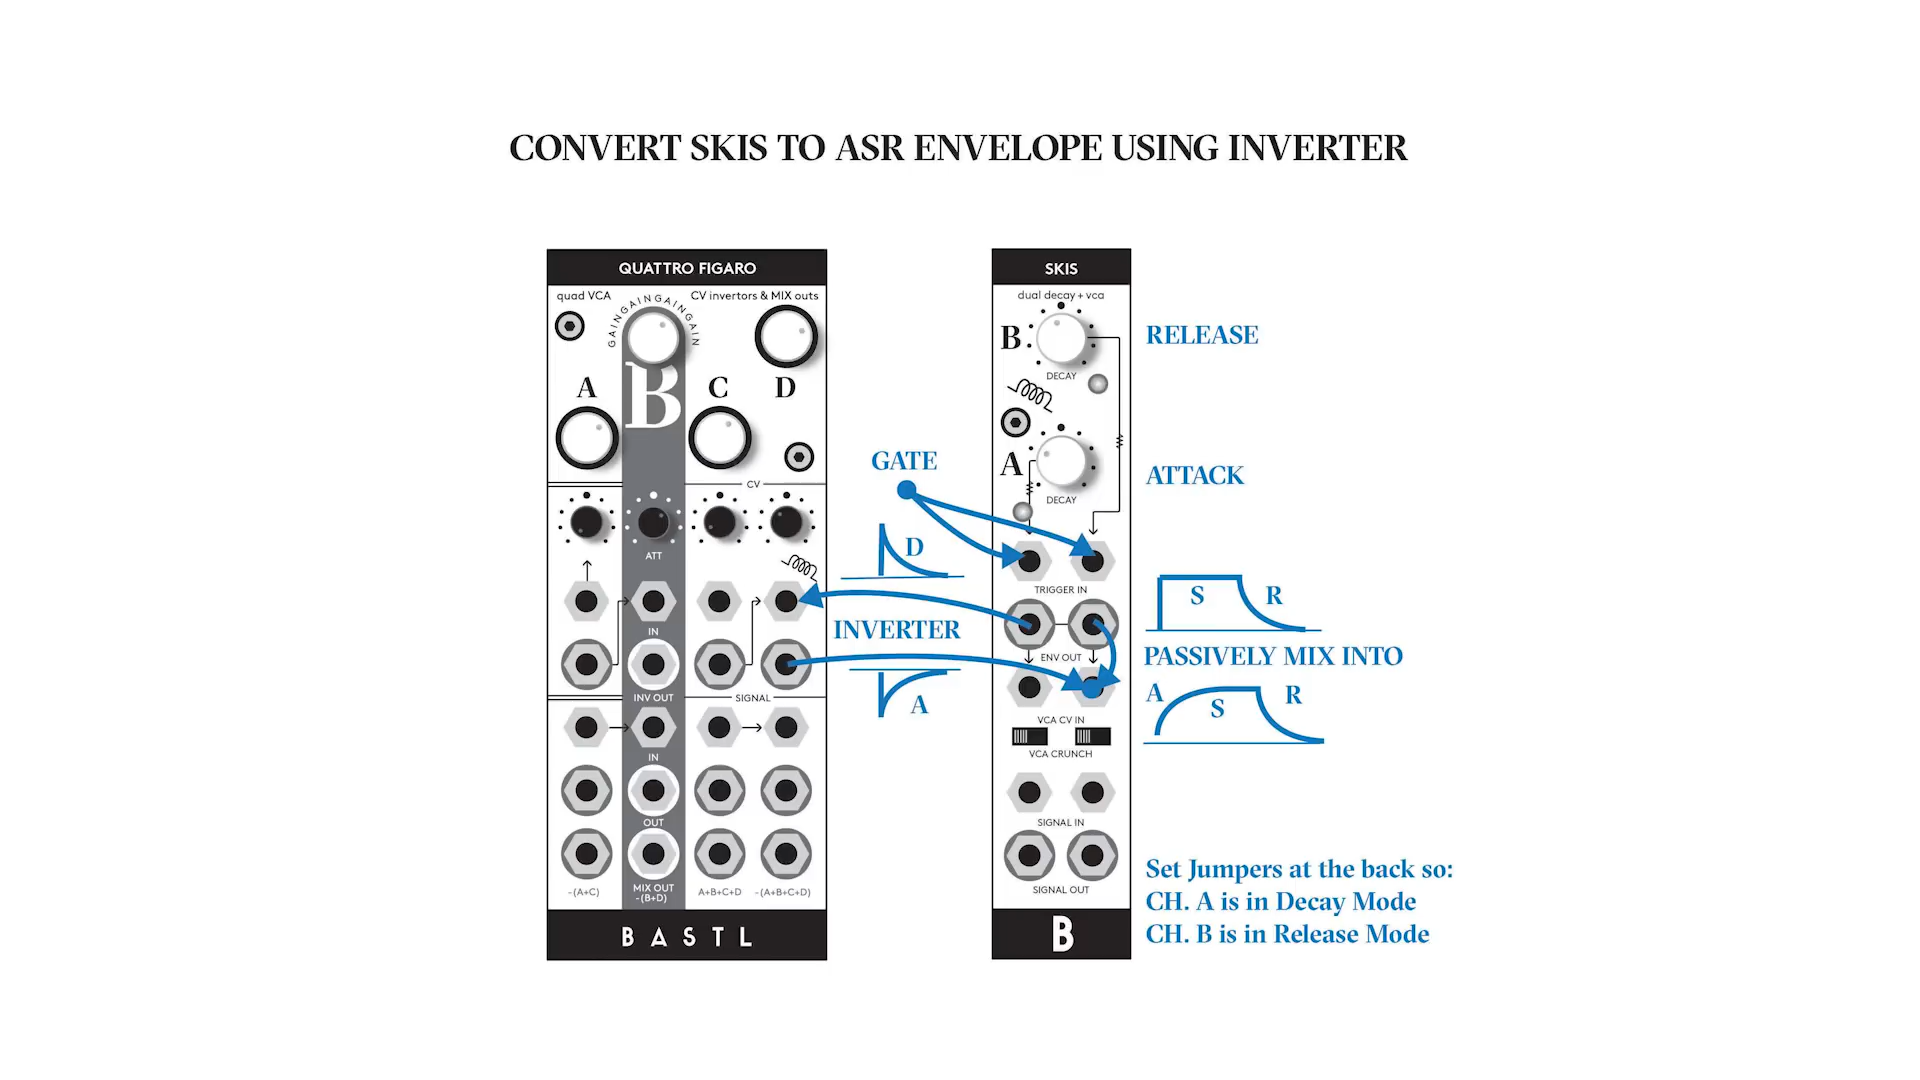 CONVERT SKIS TO ASR ENVELOPE USING INVERTER
QUATTRO FIGARO
quad VCA
CV invertors & MIX outs
GAINGAINGAINGAINGAIN
A
B
C
D
CV
ATT
IN
INV OUT
SIGNAL
IN
OUT
-(A+C)
MIX OUT
-(B+D)
A+B+C+D
-(A+B+C+D)
BASTL
GATE
D
INVERTER
A
SKIS
dual decay + vca
B
DECAY
A
DECAY
TRIGGER IN
ENV OUT
VCA CV IN
VCA CRUNCH
SIGNAL IN
SIGNAL OUT
B
RELEASE
ATTACK
S R
PASSIVELY MIX INTO
A S R
Set Jumpers at the back so:
CH. A is in Decay Mode
CH. B is in Release Mode